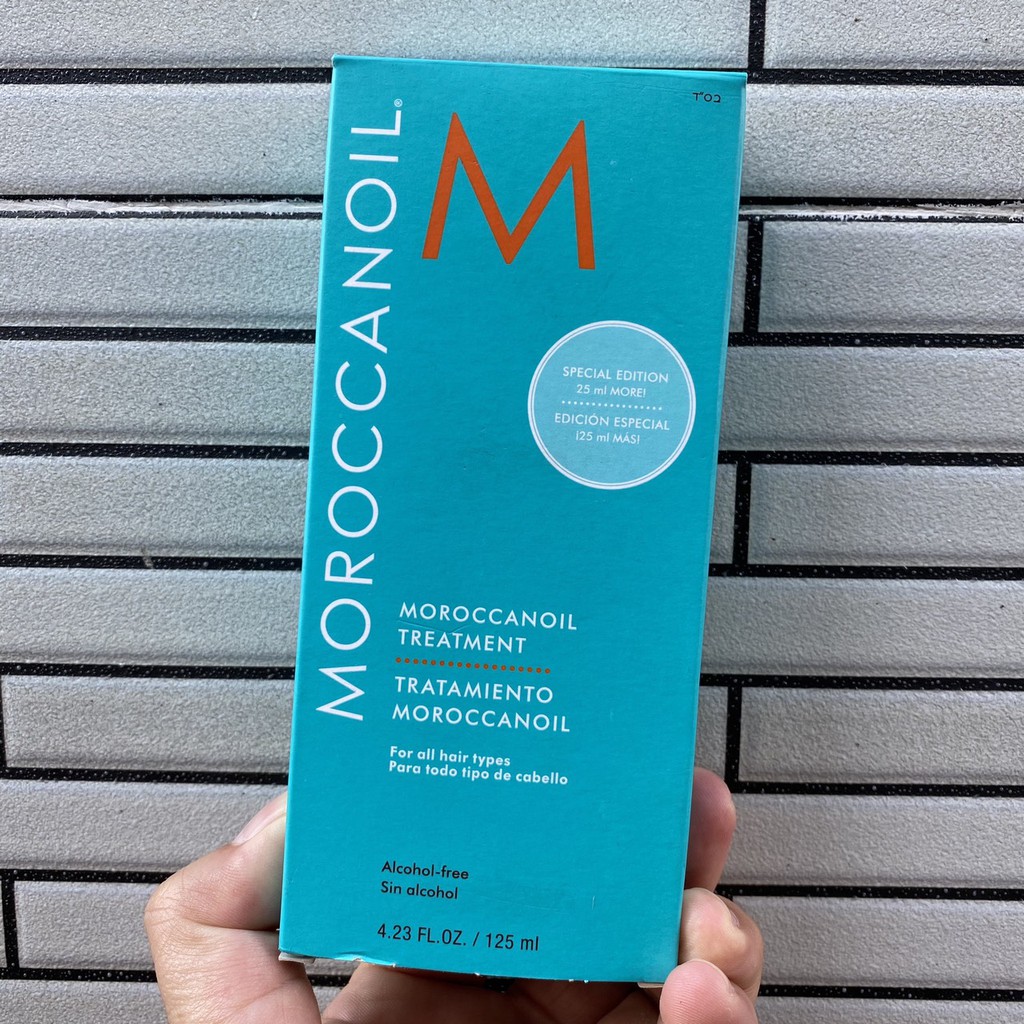 בס"ד
MOROCCANOIL®
M
SPECIAL EDITION
25 ml MORE!
EDICIÓN ESPECIAL
¡25 ml MÁS!
MOROCCANOIL
TREATMENT
TRATAMIENTO
MOROCCANOIL
For all hair types
Para todo tipo de cabello
Alcohol-free
Sin alcohol
4.23 FL.OZ. / 125 ml